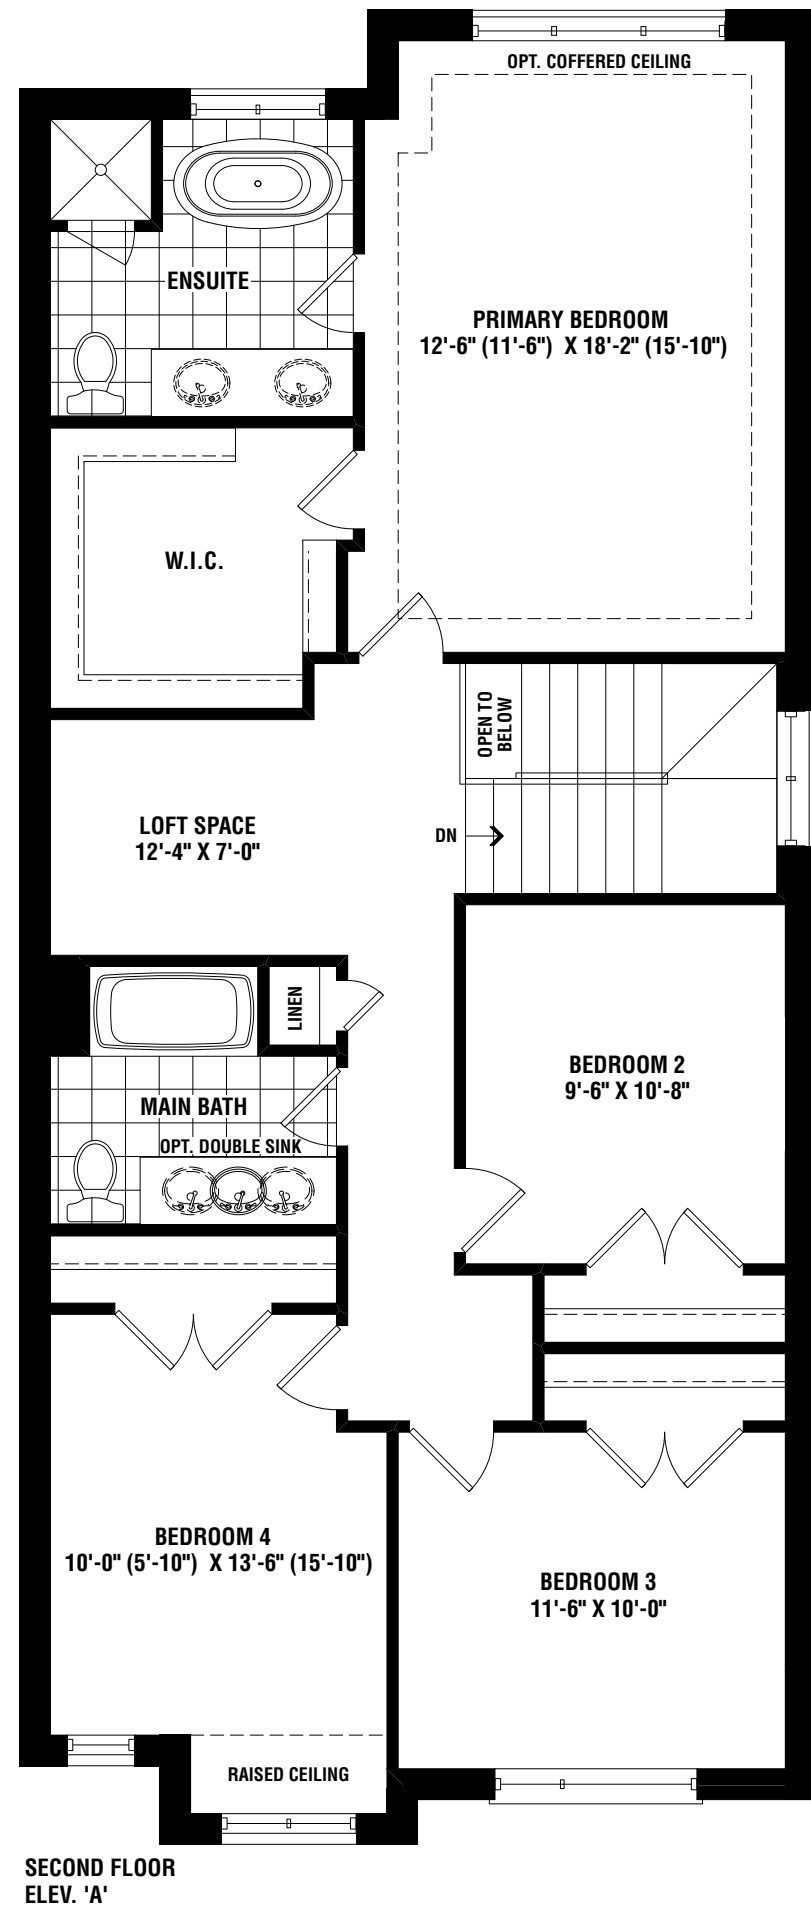 OPT. COFFERED CEILING
ENSUITE
PRIMARY BEDROOM
12'-6" (11'-6") X 18'-2" (15'-10")
W.I.C.
OPEN TO
BELOW
LOFT SPACE
12'-4" X 7'-0"
DN
LINEN
BEDROOM 2
9'-6" X 10'-8"
MAIN BATH
OPT. DOUBLE SINK
BEDROOM 4
10'-0" (5'-10") X 13'-6" (15'-10")
BEDROOM 3
11'-6" X 10'-0"
RAISED CEILING
SECOND FLOOR
ELEV. 'A'